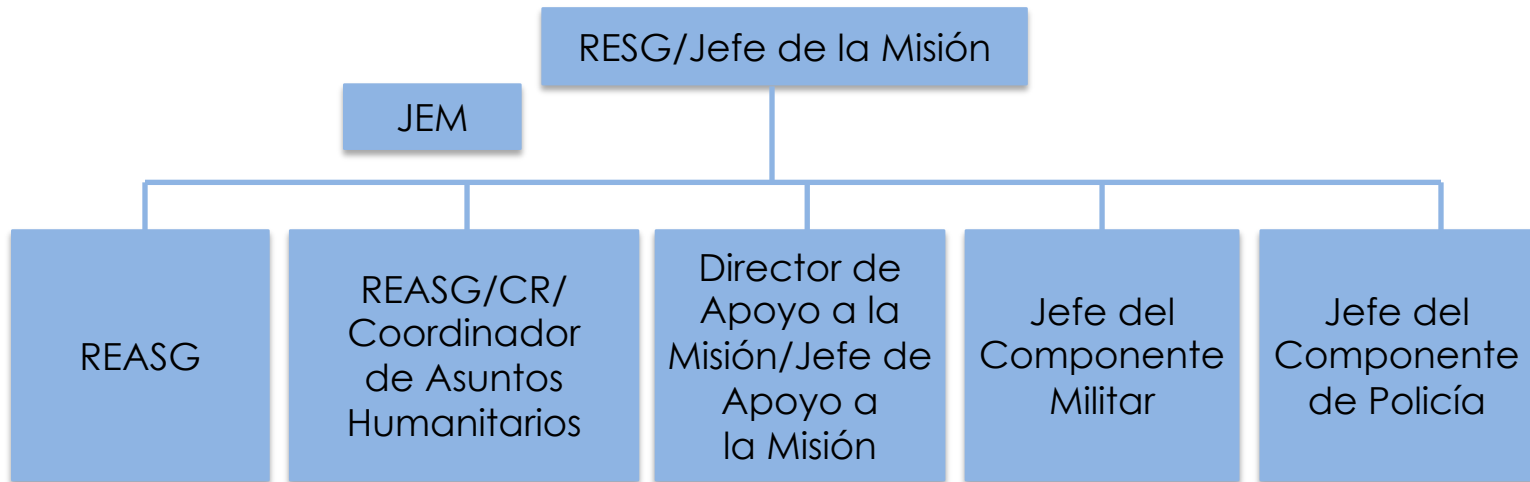 RESG/Jefe de la Misión
JEM
REASG
REASG/CR/
Coordinador
de Asuntos
Humanitarios
Director de
Apoyo a la
Misión/Jefe de
Apoyo a
la Misión
Jefe del
Componente
Militar
Jefe del
Componente
de Policía